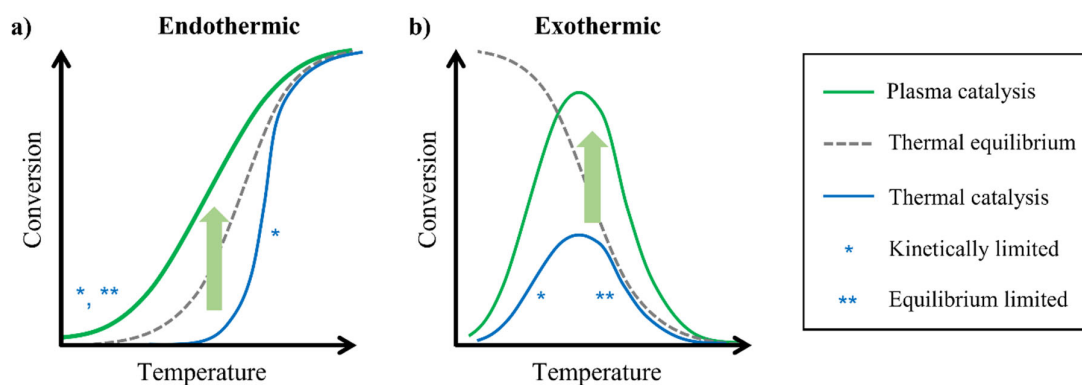 a)
Endothermic
Conversion
*, **
*
Temperature
b)
Exothermic
Conversion
*
**
Temperature
Plasma catalysis
Thermal equilibrium
Thermal catalysis
* Kinetically limited
** Equilibrium limited